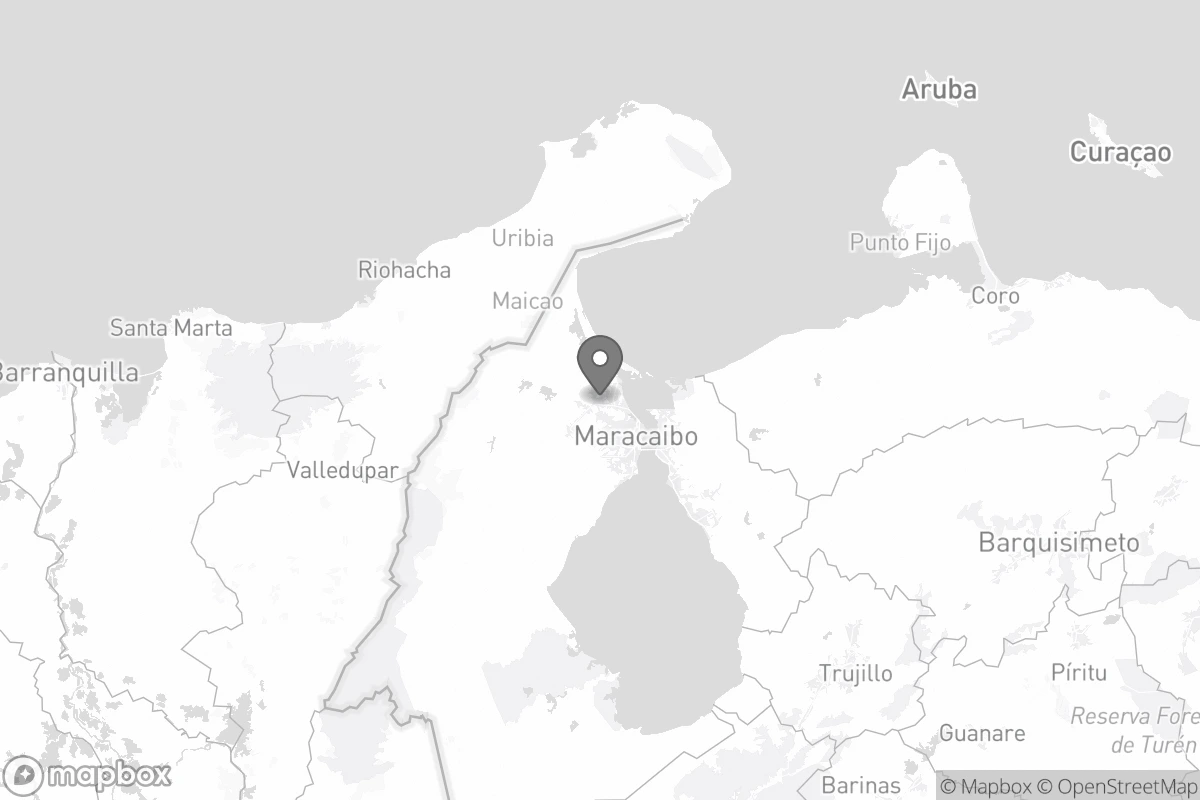 Aruba
Curaçao
Uribia
Punto Fijo
Riohacha
Maicao
Coro
Santa Marta
Barranquilla
Maracaibo
Valledupar
Barquisimeto
Trujillo
Píritu
Reserva Fore
de Turén
Guanare
mapbox
Barinas
© Mapbox © OpenStreetMap